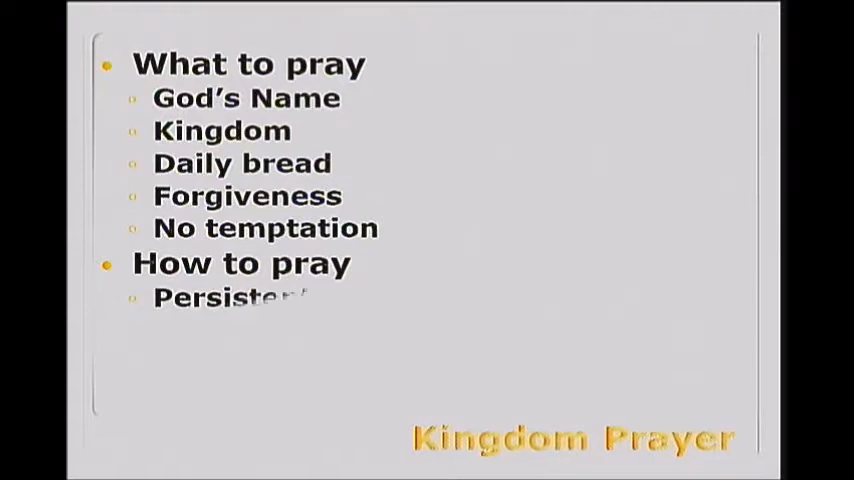 What to pray
God's Name
Kingdom
Daily bread
Forgiveness
No temptation
How to pray
Kingdom Prayer